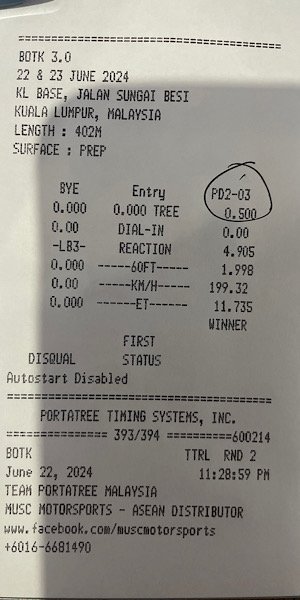 =====================================
BOTK 3.0
22 & 23 JUNE 2024
KL BASE, JALAN SUNGAI BESI
KUALA LUMPUR, MALAYSIA
LENGTH : 402M
SURFACE : PREP
BYE Entry PD2-03
0.000 0.000 TREE 0.500
0.00 DIAL-IN 0.00
-LB3- REACTION 4.905
0.000 ------60FT------ 1.998
0.00 ------KM/H------ 199.32
0.000 -------ET------- 11.735
WINNER
FIRST
DISQUAL STATUS
Autostart Disabled
=====================================
PORTATREE TIMING SYSTEMS, INC.
============== 393/394 ==========600214
BOTK TTRL RND 2
June 22, 2024 11:28:59 PM
TEAM PORTATREE MALAYSIA
MUSC MOTORSPORTS - ASEAN DISTRIBUTOR
www.facebook.com/muscmotorsports
+6016-6681490